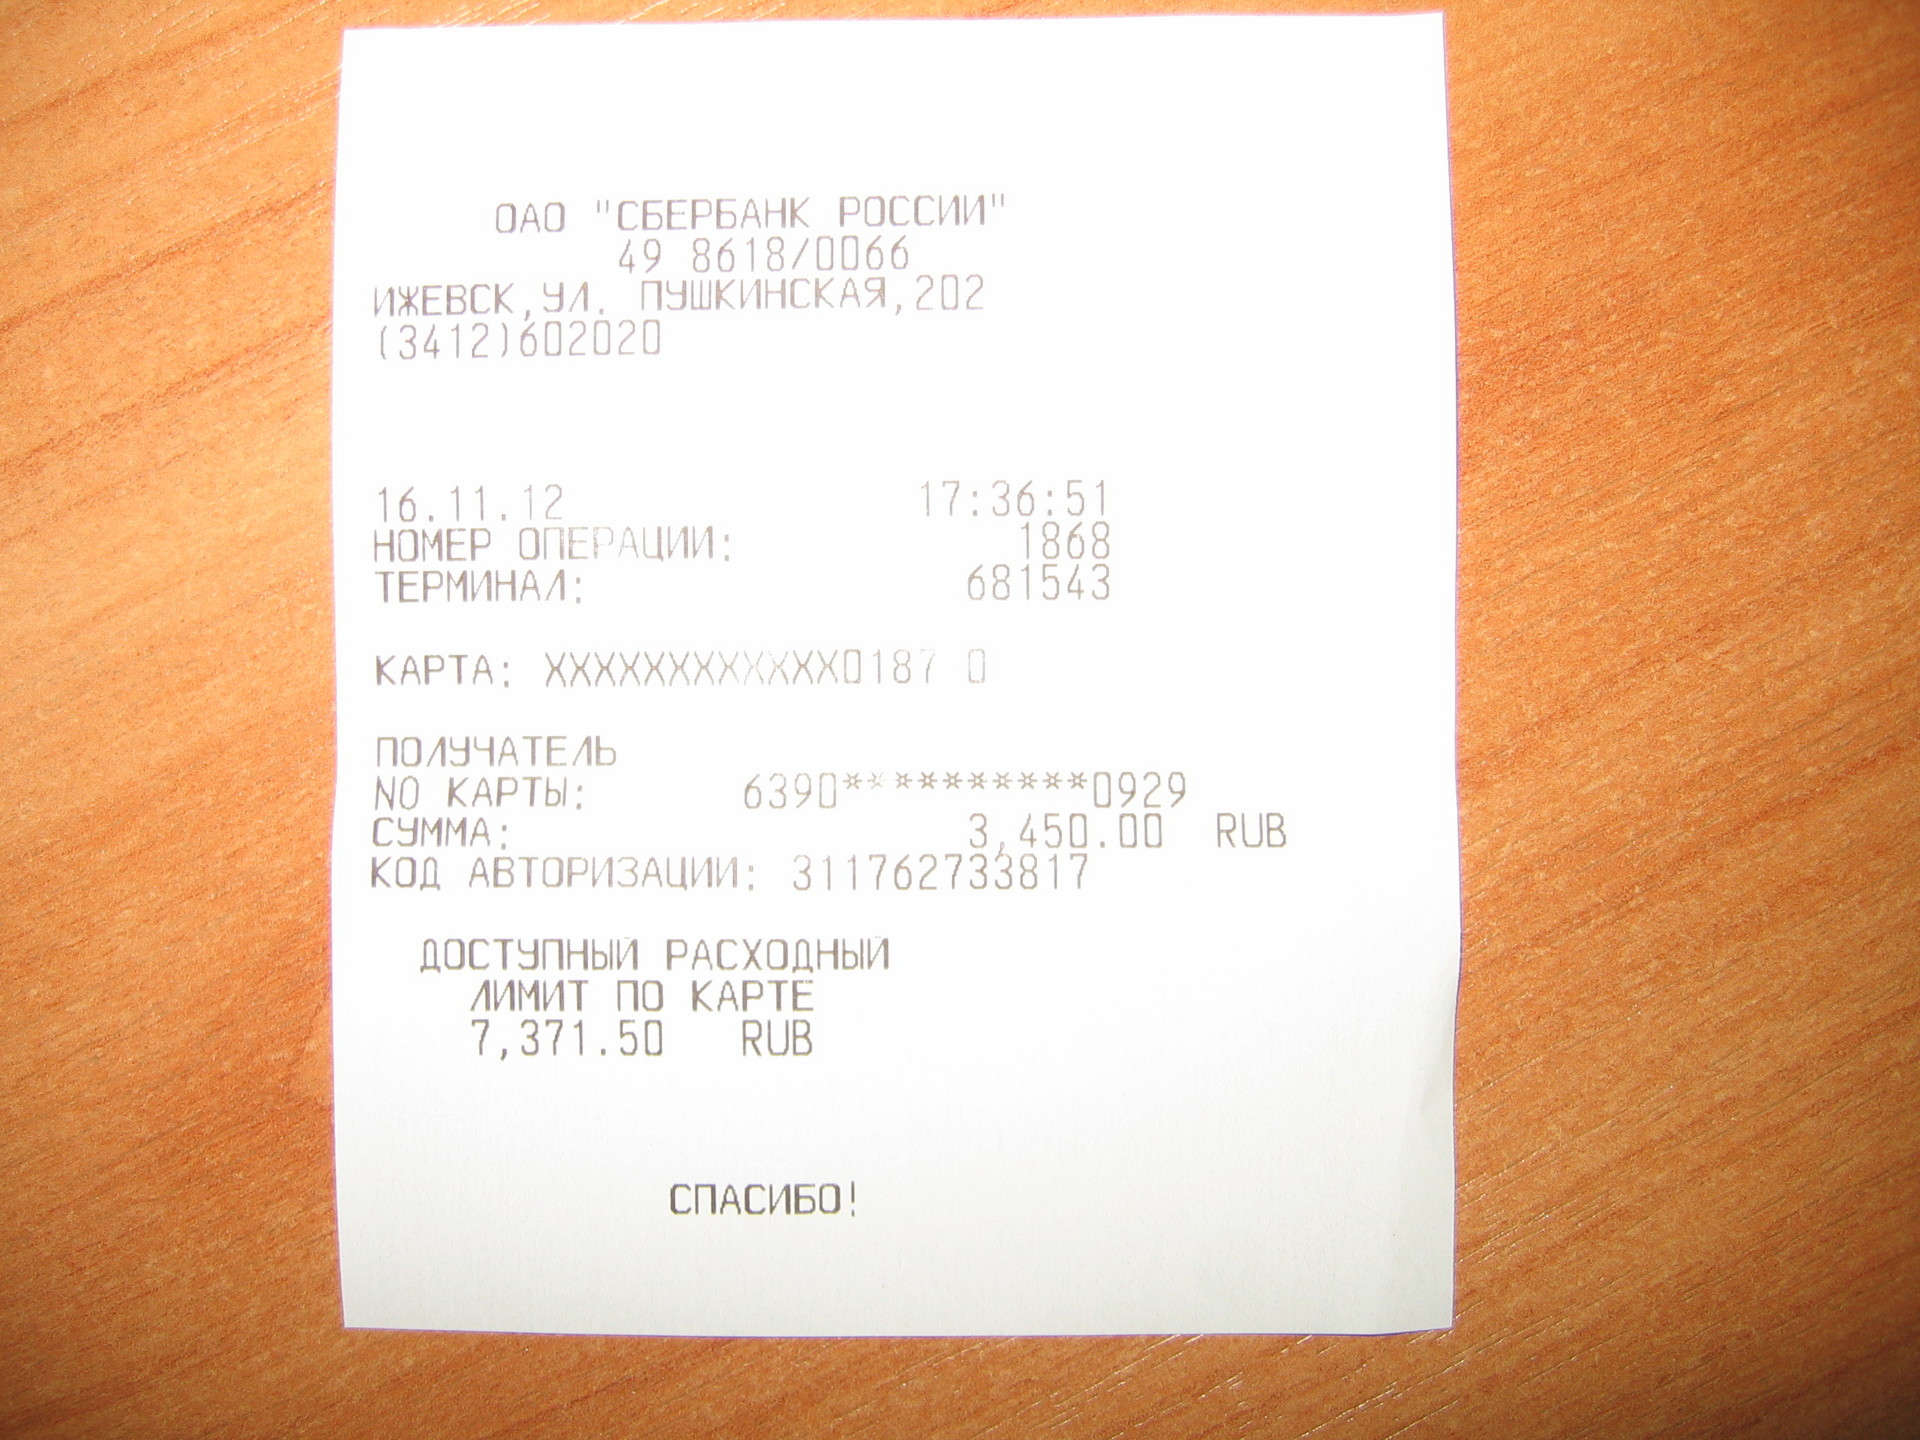 ОАО "СБЕРБАНК РОССИИ"
49 8618/0066
ИЖЕВСК,УЛ. ПУШКИНСКАЯ,202
(3412)602020
16.11.12 17:36:51
НОМЕР ОПЕРАЦИИ: 1868
ТЕРМИНАЛ: 681543
КАРТА: XXXXXXXXXXXX0187 0
ПОЛУЧАТЕЛЬ
NO КАРТЫ: 6390**********0929
СУММА: 3,450.00 RUB
КОД АВТОРИЗАЦИИ: 311762733817
ДОСТУПНЫЙ РАСХОДНЫЙ
ЛИМИТ ПО КАРТЕ
7,371.50 RUB
СПАСИБО!